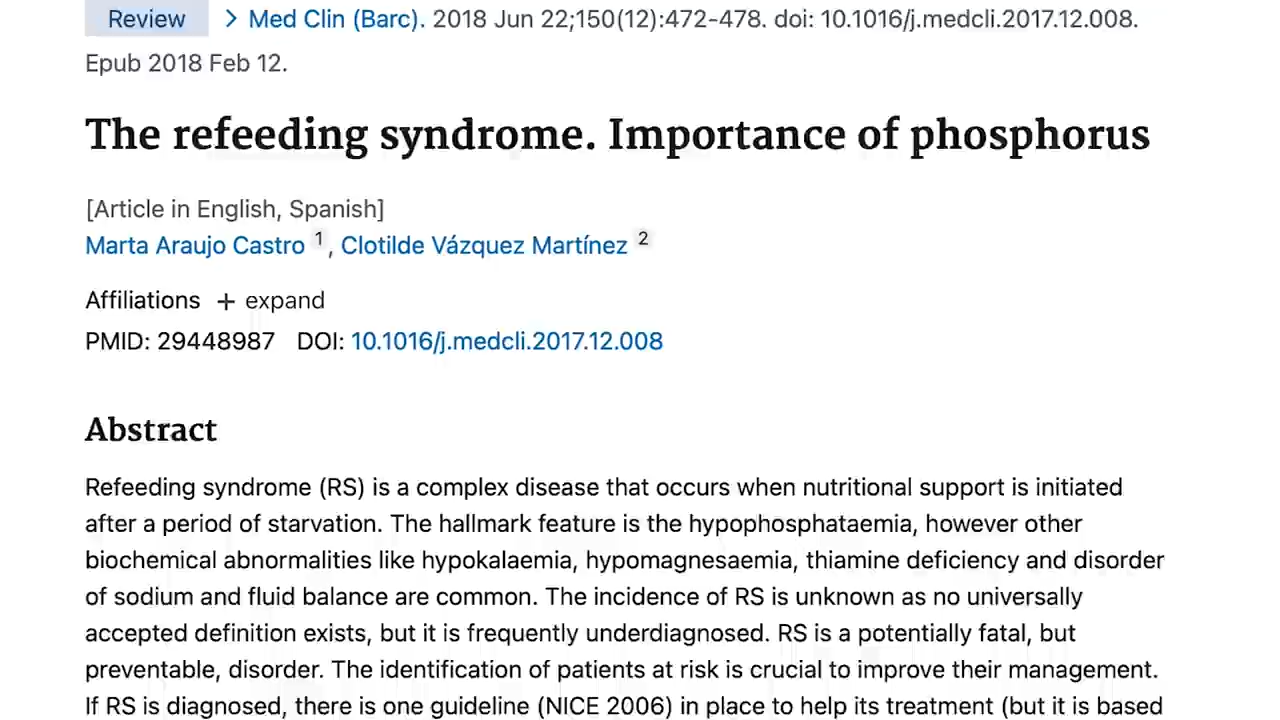 Review > Med Clin (Barc). 2018 Jun 22;150(12):472-478. doi: 10.1016/j.medcli.2017.12.008.
Epub 2018 Feb 12.
The refeeding syndrome. Importance of phosphorus
[Article in English, Spanish]
Marta Araujo Castro 1, Clotilde Vázquez Martínez 2
Affiliations + expand
PMID: 29448987 DOI: 10.1016/j.medcli.2017.12.008
Abstract
Refeeding syndrome (RS) is a complex disease that occurs when nutritional support is initiated
after a period of starvation. The hallmark feature is the hypophosphataemia, however other
biochemical abnormalities like hypokalaemia, hypomagnesaemia, thiamine deficiency and disorder
of sodium and fluid balance are common. The incidence of RS is unknown as no universally
accepted definition exists, but it is frequently underdiagnosed. RS is a potentially fatal, but
preventable, disorder. The identification of patients at risk is crucial to improve their management.
If RS is diagnosed, there is one guideline (NICE 2006) in place to help its treatment (but it is based